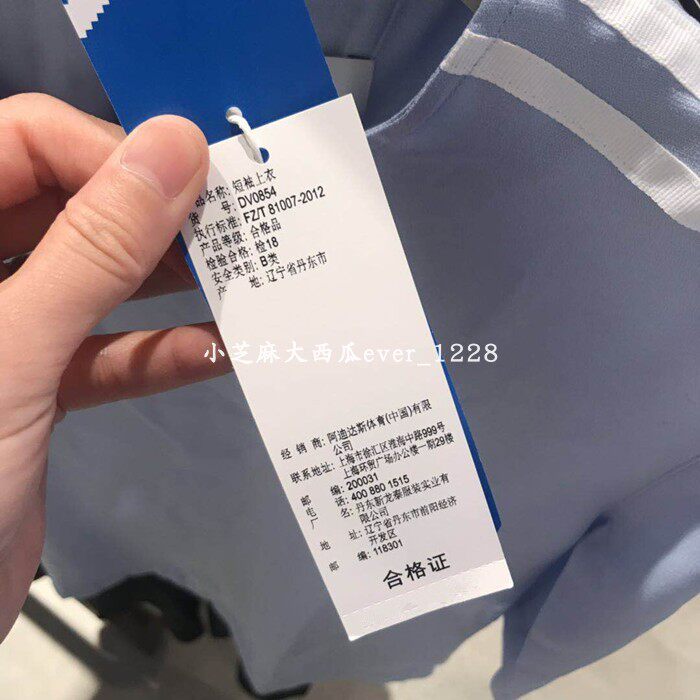 品名称: 短袖上衣
货 号: DV0854
执行标准: FZ/T 81007-2012
产品等级: 合格品
检验合格: 检18
安全类别: B类
产 地: 辽宁省丹东市
小芝麻大西瓜ever_1228
经 销 商: 阿迪达斯体育(中国)有限
公司
联系地址: 上海市徐汇区淮海中路999号
上海环贸广场办公楼一期29楼
邮 编: 200031
电 话: 400 880 1515
厂 名: 丹东新龙泰服装实业有
限公司
地 址: 辽宁省丹东市前阳经济
开发区
邮 编: 118301
合格证